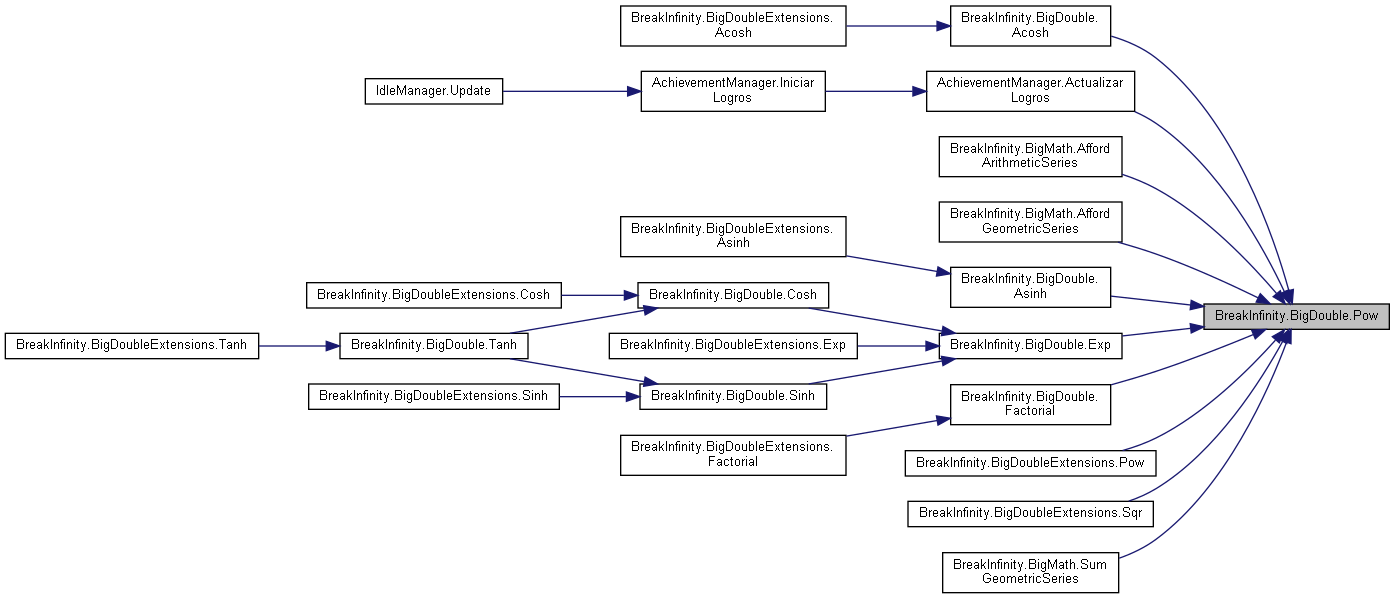 BreakInfinity.BigDoubleExtensions.
Acosh
BreakInfinity.BigDouble.
Acosh
IdleManager.Update
AchievementManager.Iniciar
Logros
AchievementManager.Actualizar
Logros
BreakInfinity.BigMath.Afford
ArithmeticSeries
BreakInfinity.BigMath.Afford
GeometricSeries
BreakInfinity.BigDoubleExtensions.
Asinh
BreakInfinity.BigDouble.
Asinh
BreakInfinity.BigDouble.Pow
BreakInfinity.BigDoubleExtensions.Cosh
BreakInfinity.BigDouble.Cosh
BreakInfinity.BigDoubleExtensions.Tanh
BreakInfinity.BigDouble.Tanh
BreakInfinity.BigDoubleExtensions.Exp
BreakInfinity.BigDouble.Exp
BreakInfinity.BigDoubleExtensions.Sinh
BreakInfinity.BigDouble.Sinh
BreakInfinity.BigDouble.
Factorial
BreakInfinity.BigDoubleExtensions.
Factorial
BreakInfinity.BigDoubleExtensions.Pow
BreakInfinity.BigDoubleExtensions.Sqr
BreakInfinity.BigMath.Sum
GeometricSeries